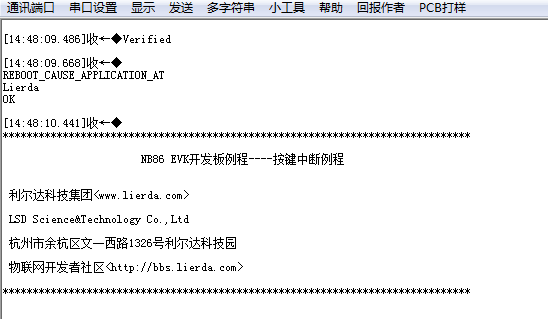 通讯端口 串口设置 显示 发送 多字符串 小工具 帮助 回报作者 PCB打样
[14:48:09.486]收←◆Verified
[14:48:09.668]收←◆
REBOOT_CAUSE_APPLICATION_AT
Lierda
OK
[14:48:10.441]收←◆
******************************************************************************
NB86 EVK开发板例程----按键中断例程
利尔达科技集团<www.lierda.com>
LSD Science&Technology Co.,Ltd
杭州市余杭区文一西路1326号利尔达科技园
物联网开发者社区<http://bbs.lierda.com>
******************************************************************************